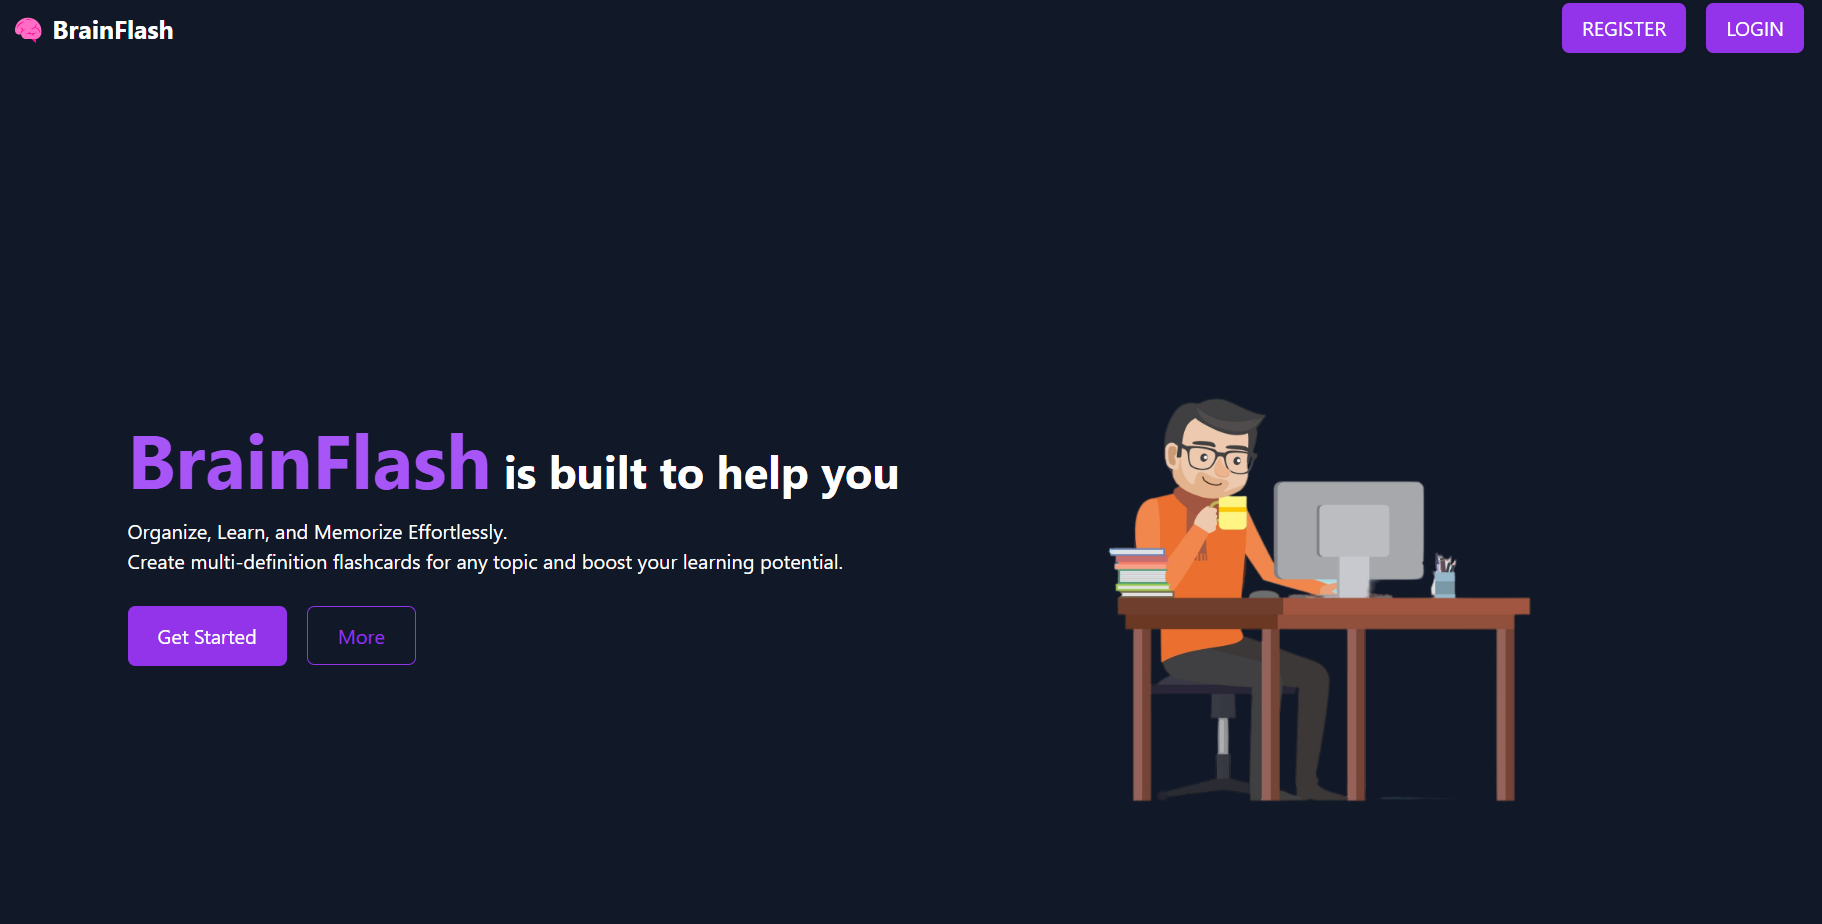 BrainFlash
REGISTER
LOGIN
BrainFlash is built to help you
Organize, Learn, and Memorize Effortlessly.
Create multi-definition flashcards for any topic and boost your learning potential.
Get Started
More